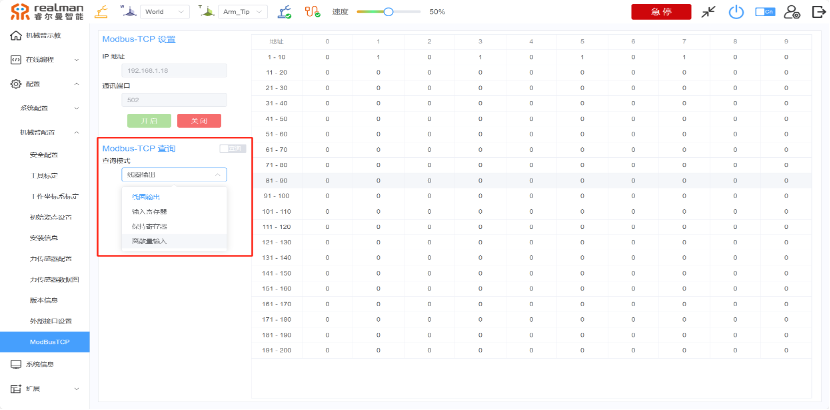 realman
睿尔曼智能
World
Arm_Tip
速度
50%
急停
机械臂示教
在线编程
配置
系统配置
机械臂配置
安全配置
工具标定
工作坐标系标定
初始姿态设置
安装信息
力传感器配置
力传感器数据图
版本信息
外部接口设置
ModBusTCP
系统信息
扩展
Modbus-TCP 设置
IP 地址
192.168.1.18
通讯端口
502
开启
关闭
Modbus-TCP 查询
查询模式
线圈输出
线圈输出
输入寄存器
保持寄存器
离散量输入
地址 0 1 2 3 4 5 6 7 8 9
1 - 10 0 1 0 1 0 1 0 1 0 0
11 - 20 0 0 0 0 0 0 0 0 0 0
21 - 30 0 0 0 0 0 0 0 0 0 0
31 - 40 0 0 0 0 0 0 0 0 0 0
41 - 50 0 0 0 0 0 0 0 0 0 0
51 - 60 0 0 0 0 0 0 0 0 0 0
61 - 70 0 0 0 0 0 0 0 0 0 0
71 - 80 0 0 0 0 0 0 0 0 0 0
81 - 90 0 0 0 0 0 0 0 0 0 0
91 - 100 0 0 0 0 0 0 0 0 0 0
101 - 110 0 0 0 0 0 0 0 0 0 0
111 - 120 0 0 0 0 0 0 0 0 0 0
121 - 130 0 0 0 0 0 0 0 0 0 0
131 - 140 0 0 0 0 0 0 0 0 0 0
141 - 150 0 0 0 0 0 0 0 0 0 0
151 - 160 0 0 0 0 0 0 0 0 0 0
161 - 170 0 0 0 0 0 0 0 0 0 0
171 - 180 0 0 0 0 0 0 0 0 0 0
181 - 190 0 0 0 0 0 0 0 0 0 0
191 - 200 0 0 0 0 0 0 0 0 0 0